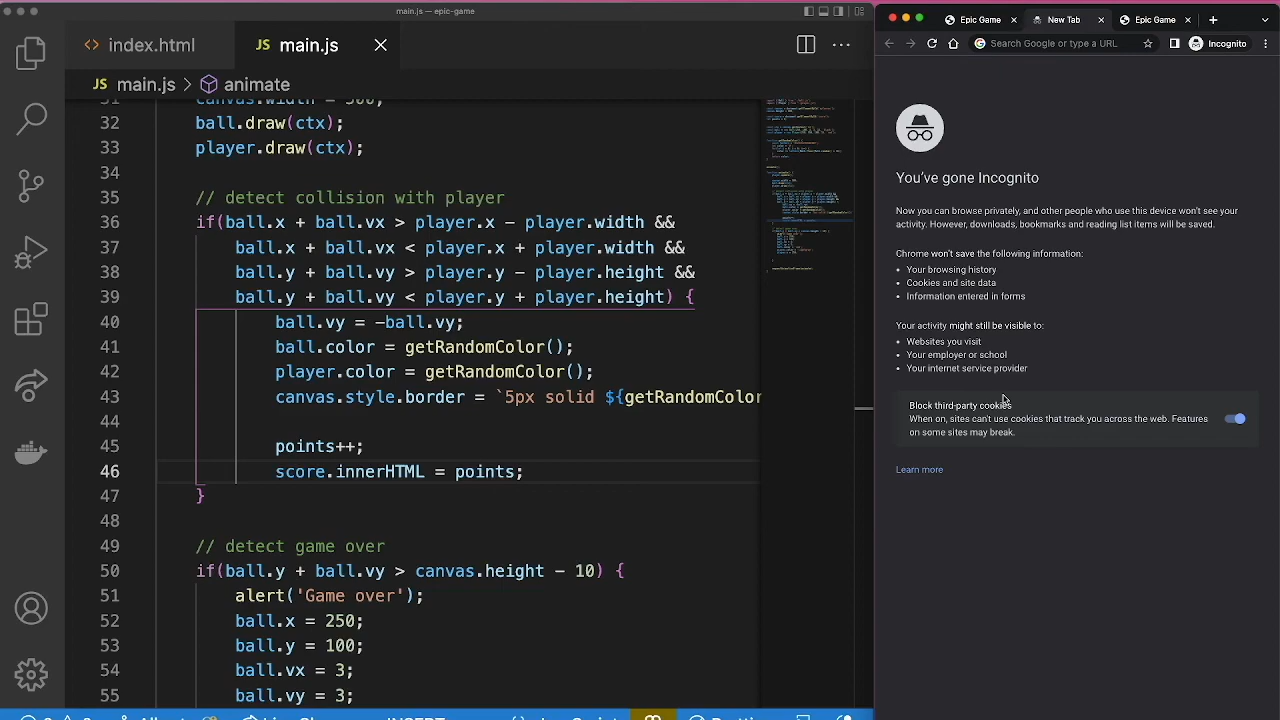 main.js — epic-game
index.html
main.js
main.js > animate
32 ball.draw(ctx);
33 player.draw(ctx);
34
35 // detect collision with player
36 if(ball.x + ball.vx > player.x - player.width &&
37 ball.x + ball.vx < player.x + player.width &&
38 ball.y + ball.vy > player.y - player.height &&
39 ball.y + ball.vy < player.y + player.height) {
40 ball.vy = -ball.vy;
41 ball.color = getRandomColor();
42 player.color = getRandomColor();
43 canvas.style.border = `5px solid ${getRandomColor
44
45 points++;
46 score.innerHTML = points;
47 }
48
49 // detect game over
50 if(ball.y + ball.vy > canvas.height - 10) {
51 alert('Game over');
52 ball.x = 250;
53 ball.y = 100;
54 ball.vx = 3;
55 ball.vy = 3;
Epic Game
New Tab
Epic Game
Search Google or type a URL
Incognito
You've gone Incognito
Now you can browse privately, and other people who use this device won't see your
activity. However, downloads, bookmarks and reading list items will be saved.
Chrome won't save the following information:
• Your browsing history
• Cookies and site data
• Information entered in forms
Your activity might still be visible to:
• Websites you visit
• Your employer or school
• Your internet service provider
Block third-party cookies
When on, sites can't use cookies that track you across the web. Features
on some sites may break.
Learn more